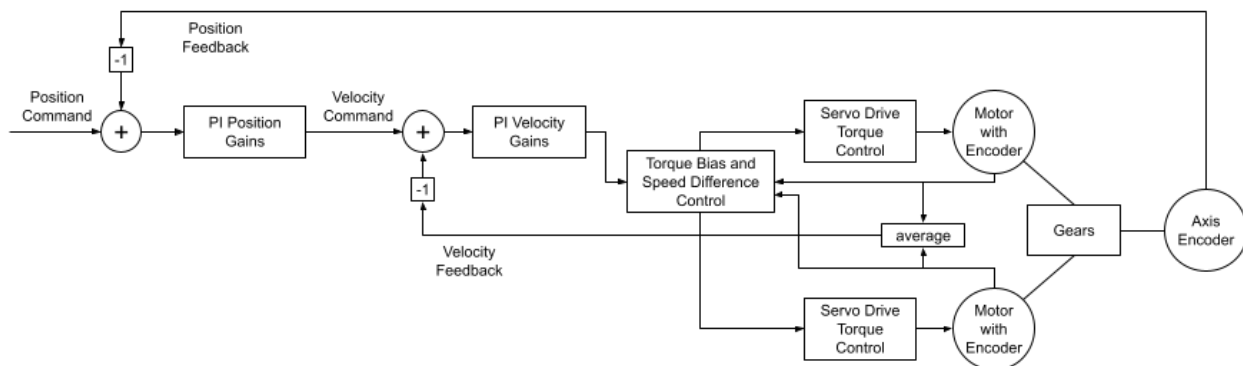 Position
Feedback
-1
Position
Command
+
PI Position
Gains
Velocity
Command
+
PI Velocity
Gains
-1
Velocity
Feedback
Torque Bias and
Speed Difference
Control
Servo Drive
Torque
Control
Motor
with
Encoder
average
Servo Drive
Torque
Control
Motor
with
Encoder
Gears
Axis
Encoder